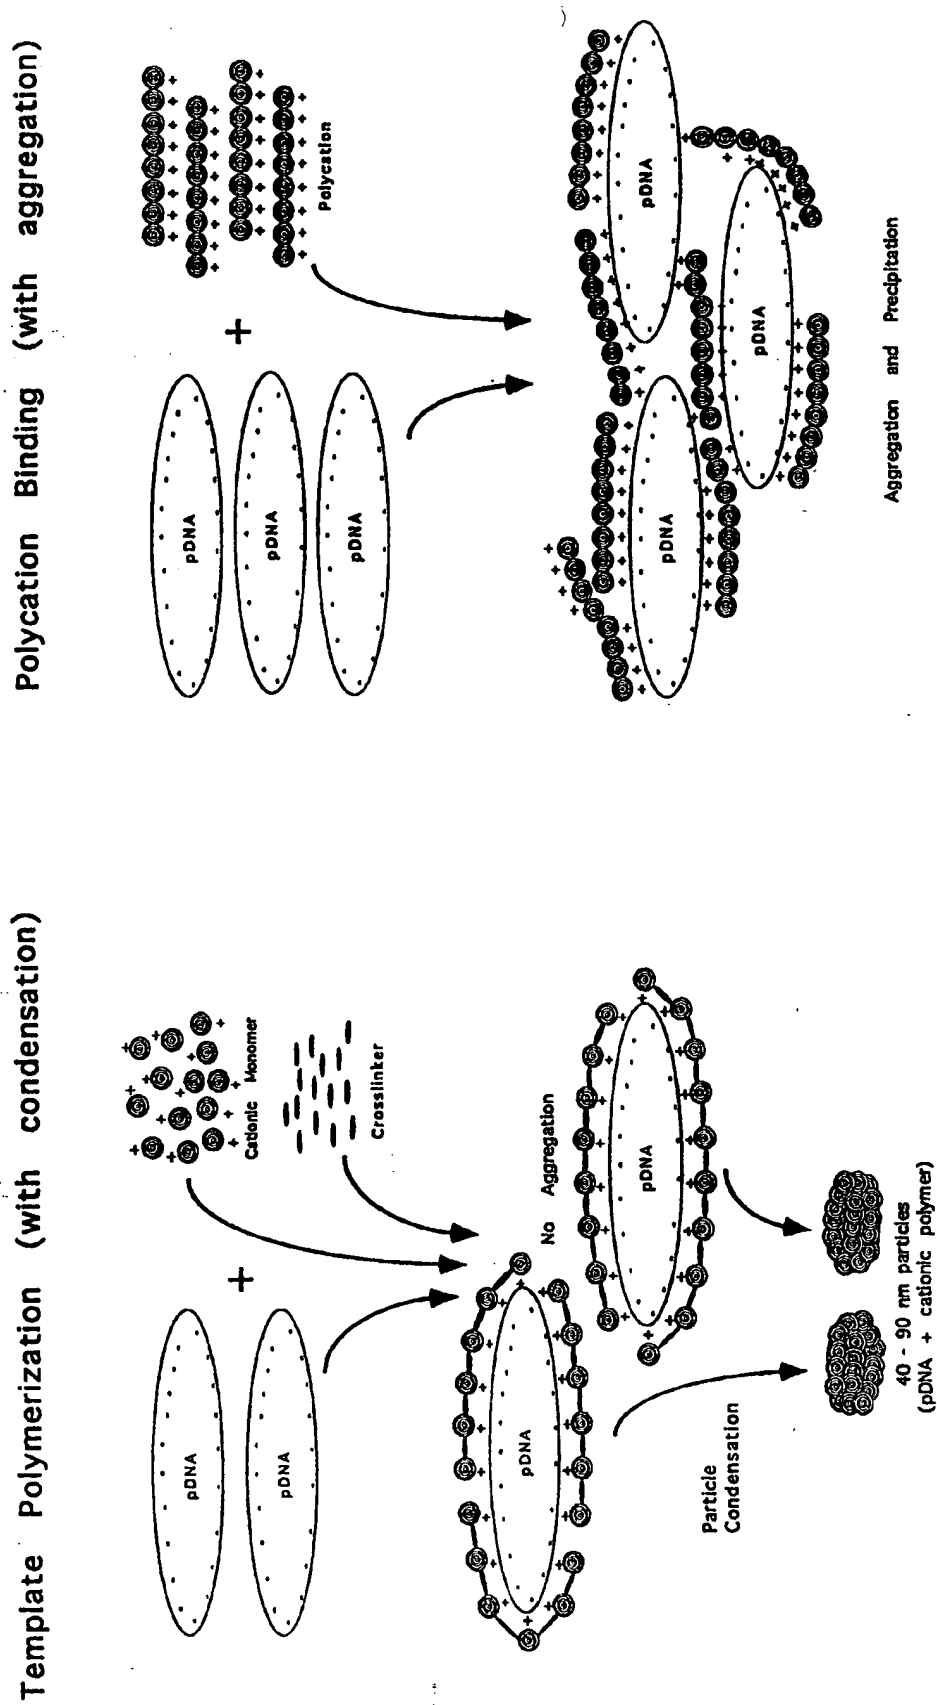 Template Polymerization (with condensation)
pDNA
pDNA
+
Cationic Monomer
Crosslinker
pDNA
No Aggregation
pDNA
Particle
Condensation
40 - 90 nm particles
(pDNA + cationic polymer)
Polycation Binding (with aggregation)
pDNA
pDNA
pDNA
+
Polycation
pDNA
pDNA
pDNA
Aggregation and Precipitation